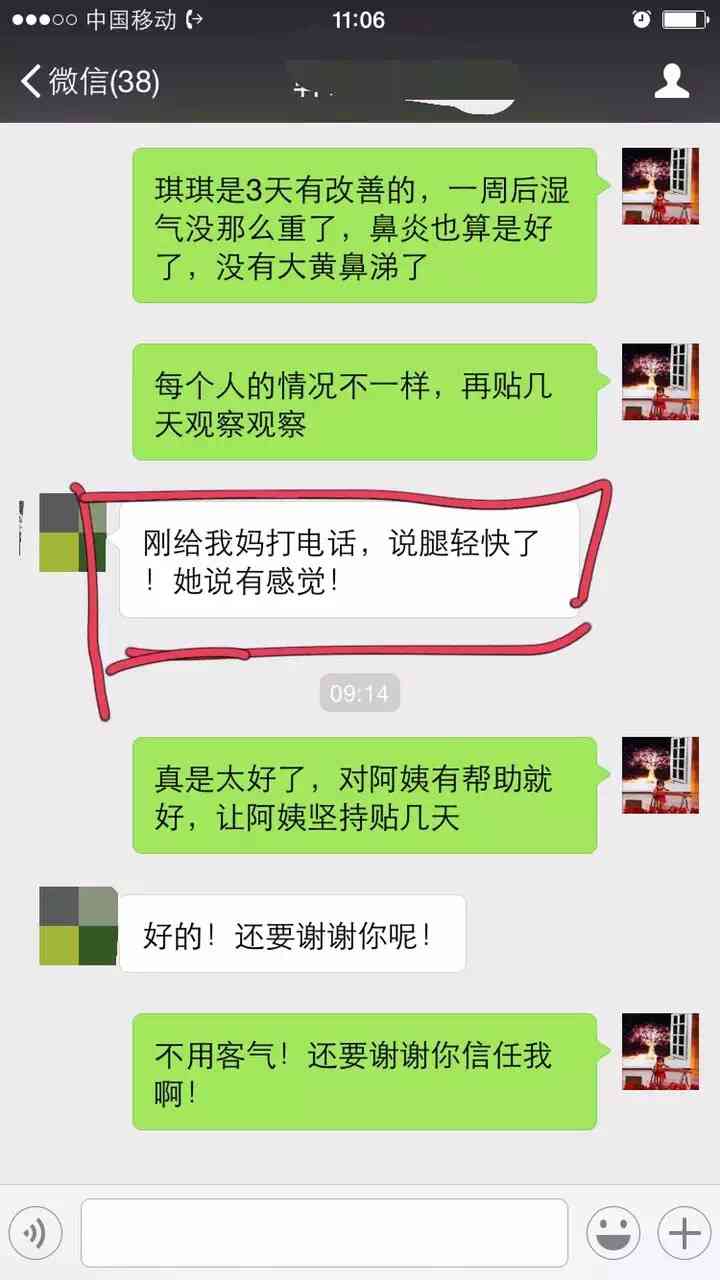 中国移动
11:06
微信(38)
琪琪是3天有改善的，一周后湿
气没那么重了，鼻炎也算是好
了，没有大黄鼻涕了
每个人的情况不一样，再贴几
天观察观察
刚给我妈打电话，说腿轻快了
！她说有感觉！
09:14
真是太好了，对阿姨有帮助就
好，让阿姨坚持贴几天
好的！还要谢谢你呢！
不用客气！还要谢谢你信任我
啊！